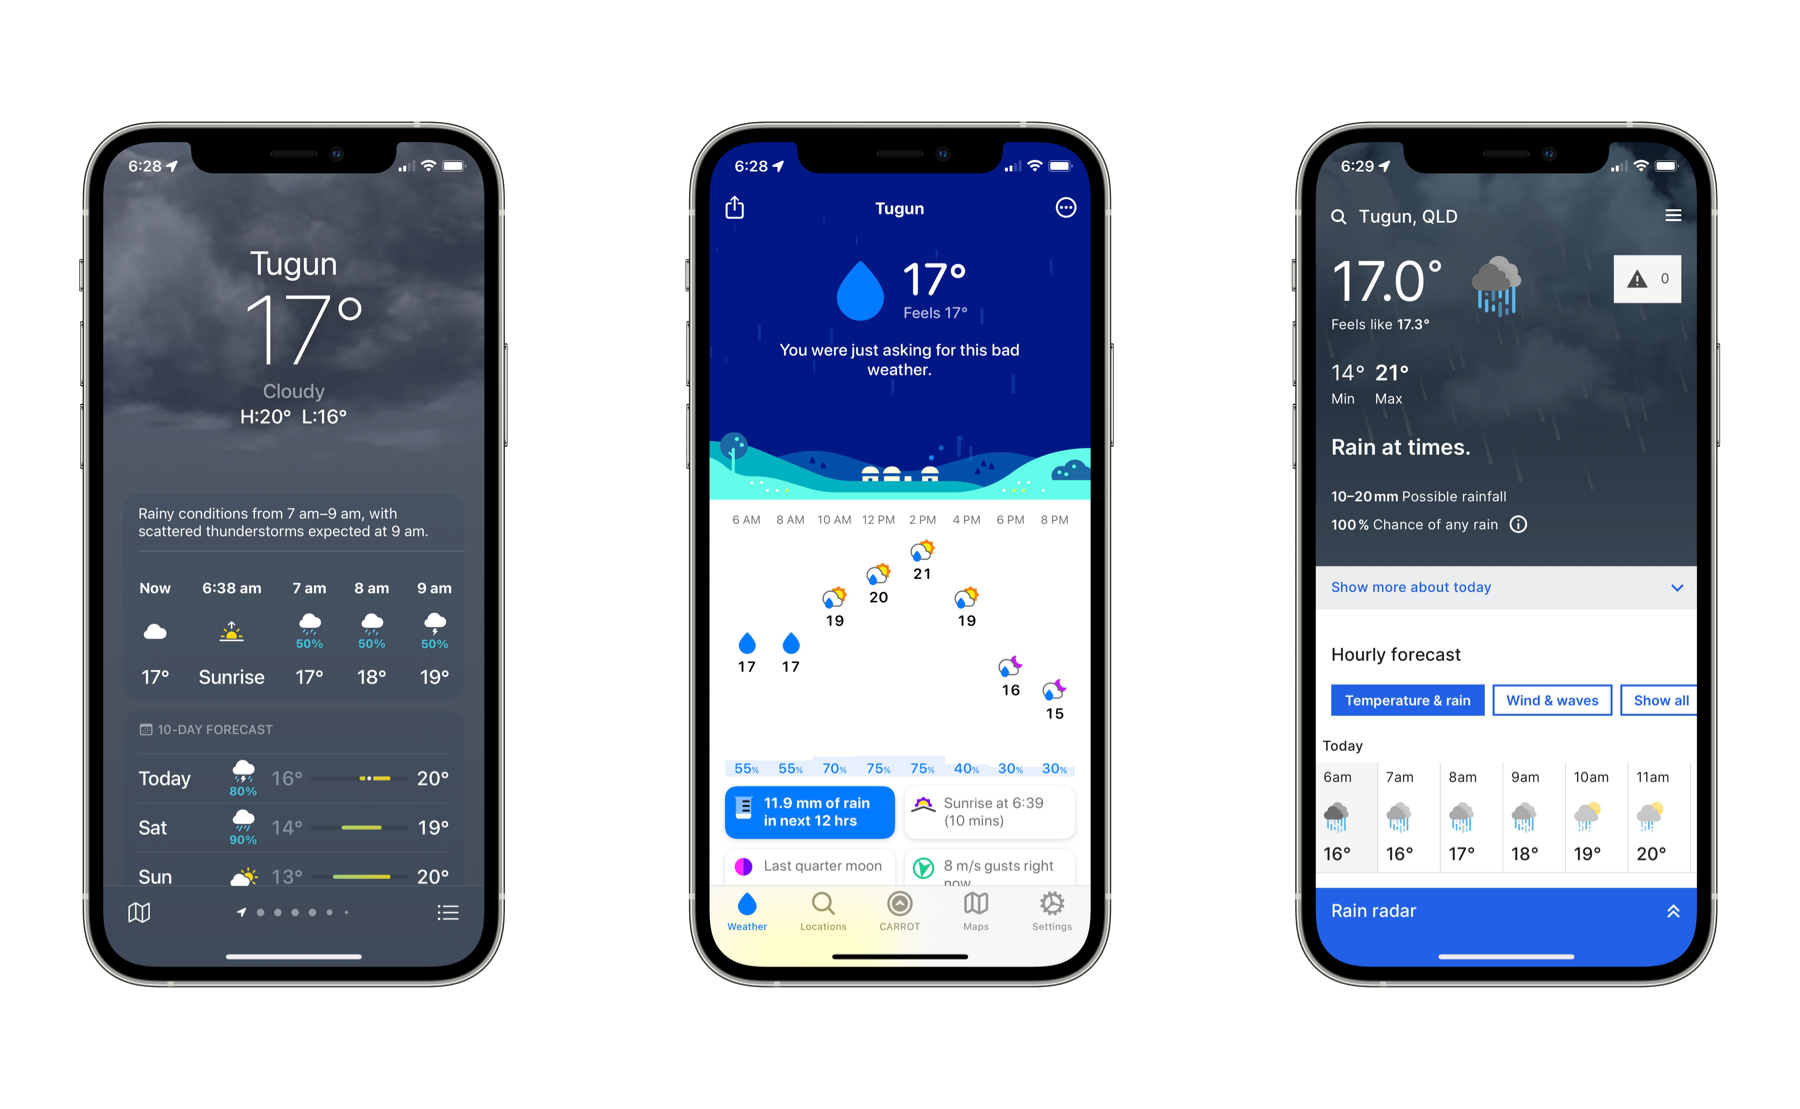 6:28
Tugun
17°
Cloudy
H:20° L:16°
Rainy conditions from 7 am–9 am, with
scattered thunderstorms expected at 9 am.
Now 6:38 am 7 am 8 am 9 am
50% 50% 50%
17° Sunrise 17° 18° 19°
10-DAY FORECAST
Today 80% 16° 20°
Sat 90% 14° 19°
Sun 13° 20°
6:28
Tugun
17°
Feels 17°
You were just asking for this bad
weather.
6 AM 8 AM 10 AM 12 PM 2 PM 4 PM 6 PM 8 PM
17 17 19 20 21 19 16 15
55% 55% 70% 75% 75% 40% 30% 30%
11.9 mm of rain
in next 12 hrs
Sunrise at 6:39
(10 mins)
Last quarter moon
8 m/s gusts right
now
Weather Locations CARROT Maps Settings
6:29
Tugun, QLD
17.0°
0
Feels like 17.3°
14° 21°
Min Max
Rain at times.
10–20mm Possible rainfall
100% Chance of any rain
Show more about today
Hourly forecast
Temperature & rain Wind & waves Show all
Today
6am 7am 8am 9am 10am 11am
16° 16° 17° 18° 19° 20°
Rain radar